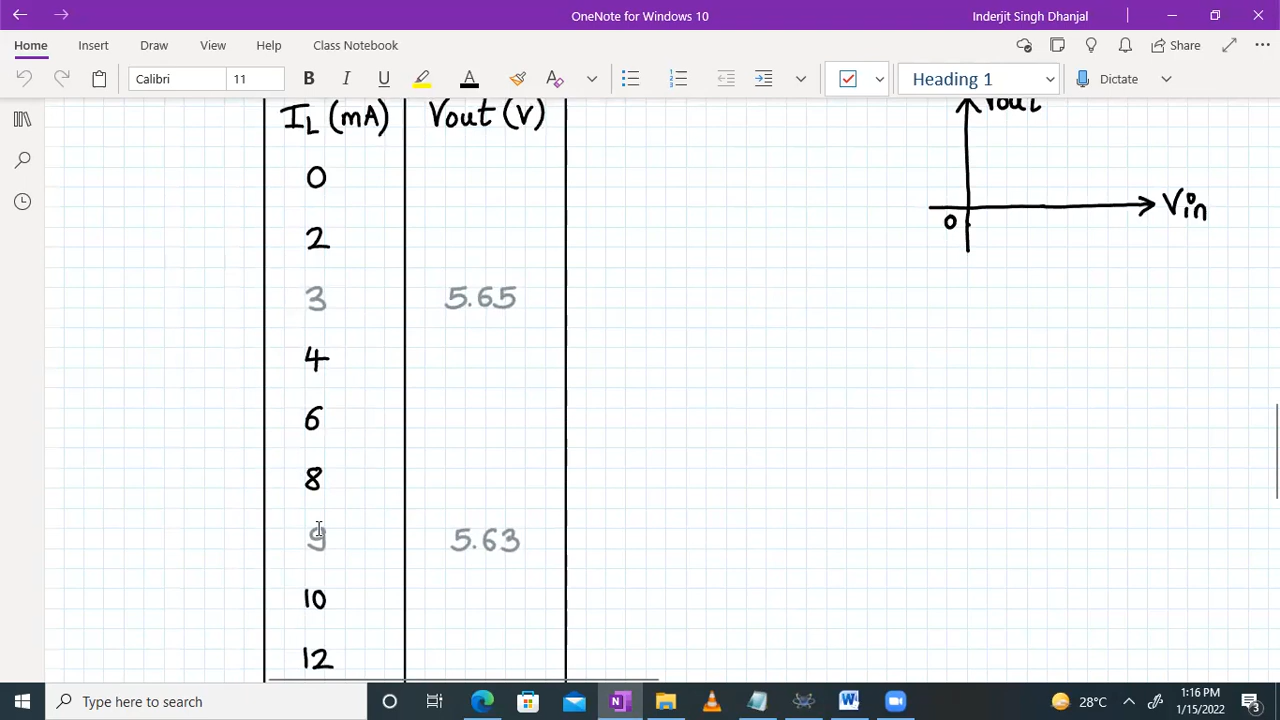 OneNote for Windows 10
Inderjit Singh Dhanjal
Home Insert Draw View Help Class Notebook
Share
Calibri 11 B I U A A Heading 1 Dictate
IL (mA) Vout (V)
Vout
0
Vin
0
2
3 5.65
4
6
8
9 5.63
10
12
Type here to search
28°C
1:16 PM
1/15/2022
3